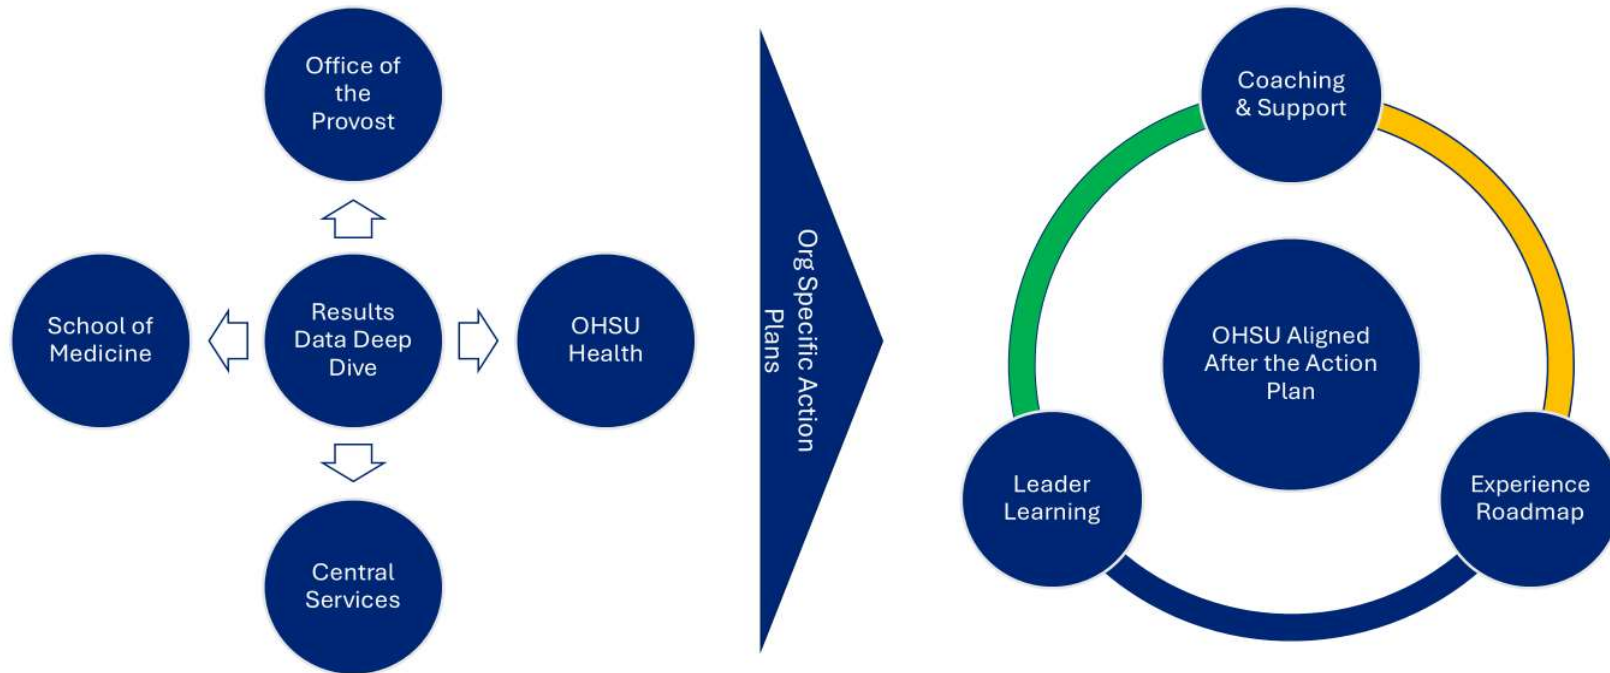 Office of
the
Provost
School of
Medicine
Results
Data Deep
Dive
OHSU
Health
Central
Services
Org Specific Action
Plans
Coaching
& Support
OHSU Aligned
After the Action
Plan
Leader
Learning
Experience
Roadmap